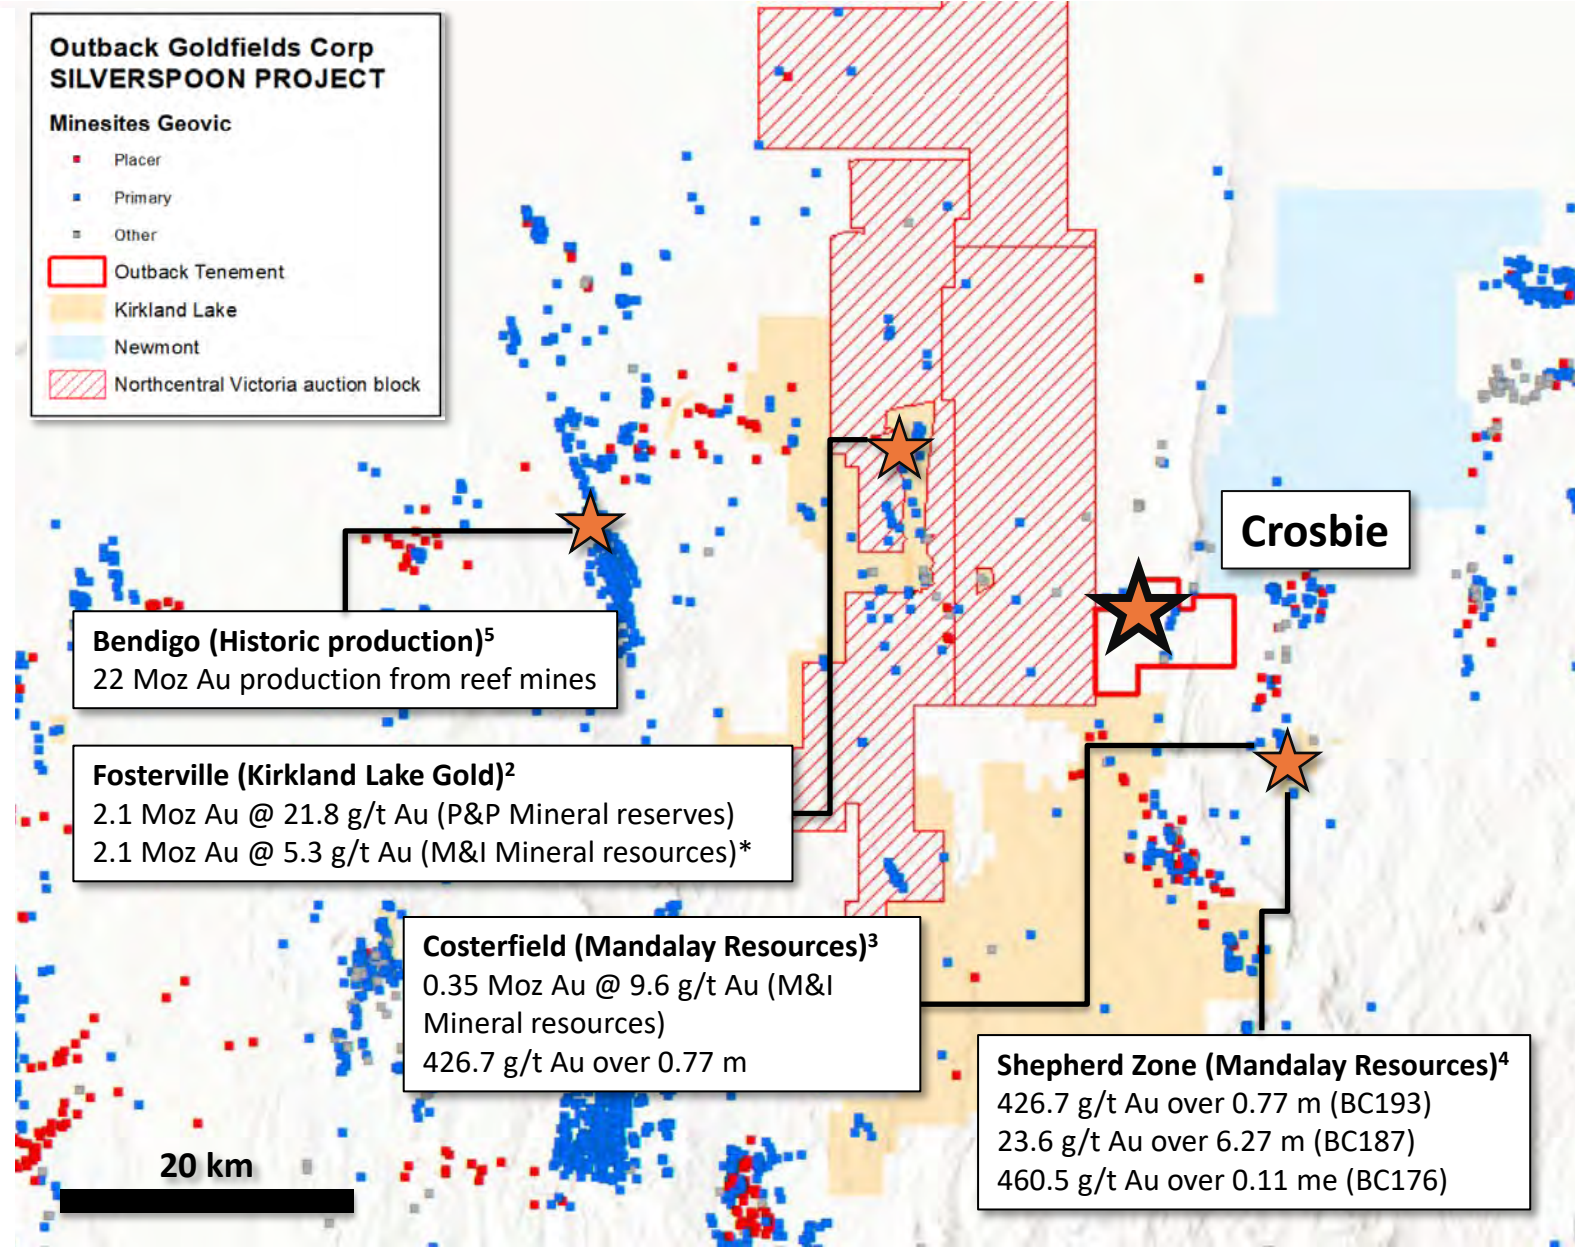 Outback Goldfields Corp
SILVERSPOON PROJECT
Minesites Geovic
Placer
Primary
Other
Outback Tenement
Kirkland Lake
Newmont
Northcentral Victoria auction block
Crosbie
Bendigo (Historic production)⁵
22 Moz Au production from reef mines
Fosterville (Kirkland Lake Gold)²
2.1 Moz Au @ 21.8 g/t Au (P&P Mineral reserves)
2.1 Moz Au @ 5.3 g/t Au (M&I Mineral resources)*
Costerfield (Mandalay Resources)³
0.35 Moz Au @ 9.6 g/t Au (M&I
Mineral resources)
426.7 g/t Au over 0.77 m
Shepherd Zone (Mandalay Resources)⁴
426.7 g/t Au over 0.77 m (BC193)
23.6 g/t Au over 6.27 m (BC187)
460.5 g/t Au over 0.11 me (BC176)
20 km